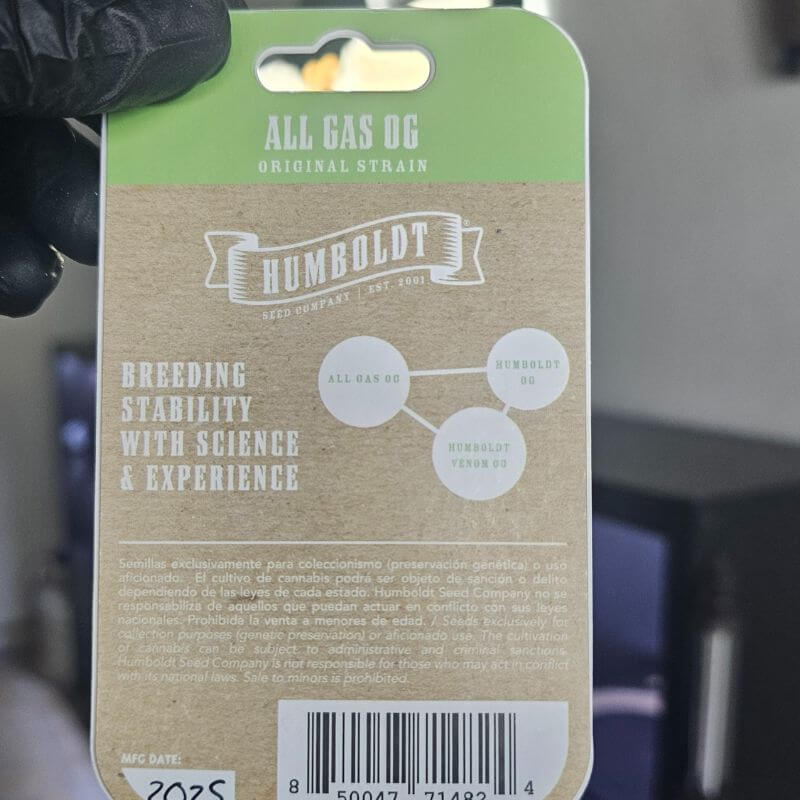 ALL GAS OG
ORIGINAL STRAIN
HUMBOLDT®
SEED COMPANY | EST. 2001
BREEDING
STABILITY
WITH SCIENCE
& EXPERIENCE
ALL GAS OG
HUMBOLDT
OG
HUMBOLDT
VENOM OG
Semillas exclusivamente para coleccionismo (preservación genética) o uso
aficionado. El cultivo de cannabis podrá ser objeto de sanción o delito
dependiendo de las leyes de cada estado. Humboldt Seed Company no se
responsabiliza de aquellos que puedan actuar en conflicto con sus leyes
nacionales. Prohibida la venta a menores de edad. / Seeds exclusively for
collection purposes (genetic preservation) or aficionado use. The cultivation
of cannabis can be subject to administrative and criminal sanctions.
Humboldt Seed Company is not responsible for those who may act in conflict
with its national laws. Sale to minors is prohibited.
MFG DATE:
2025
8 50047 71482 4